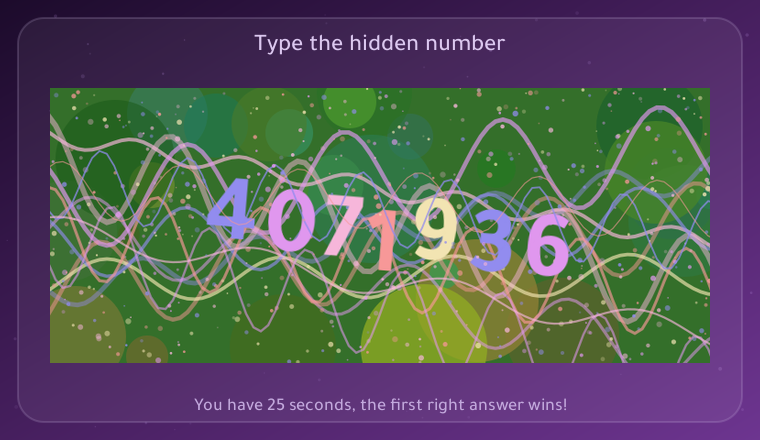 Type the hidden number
4071936
You have 25 seconds, the first right answer wins!